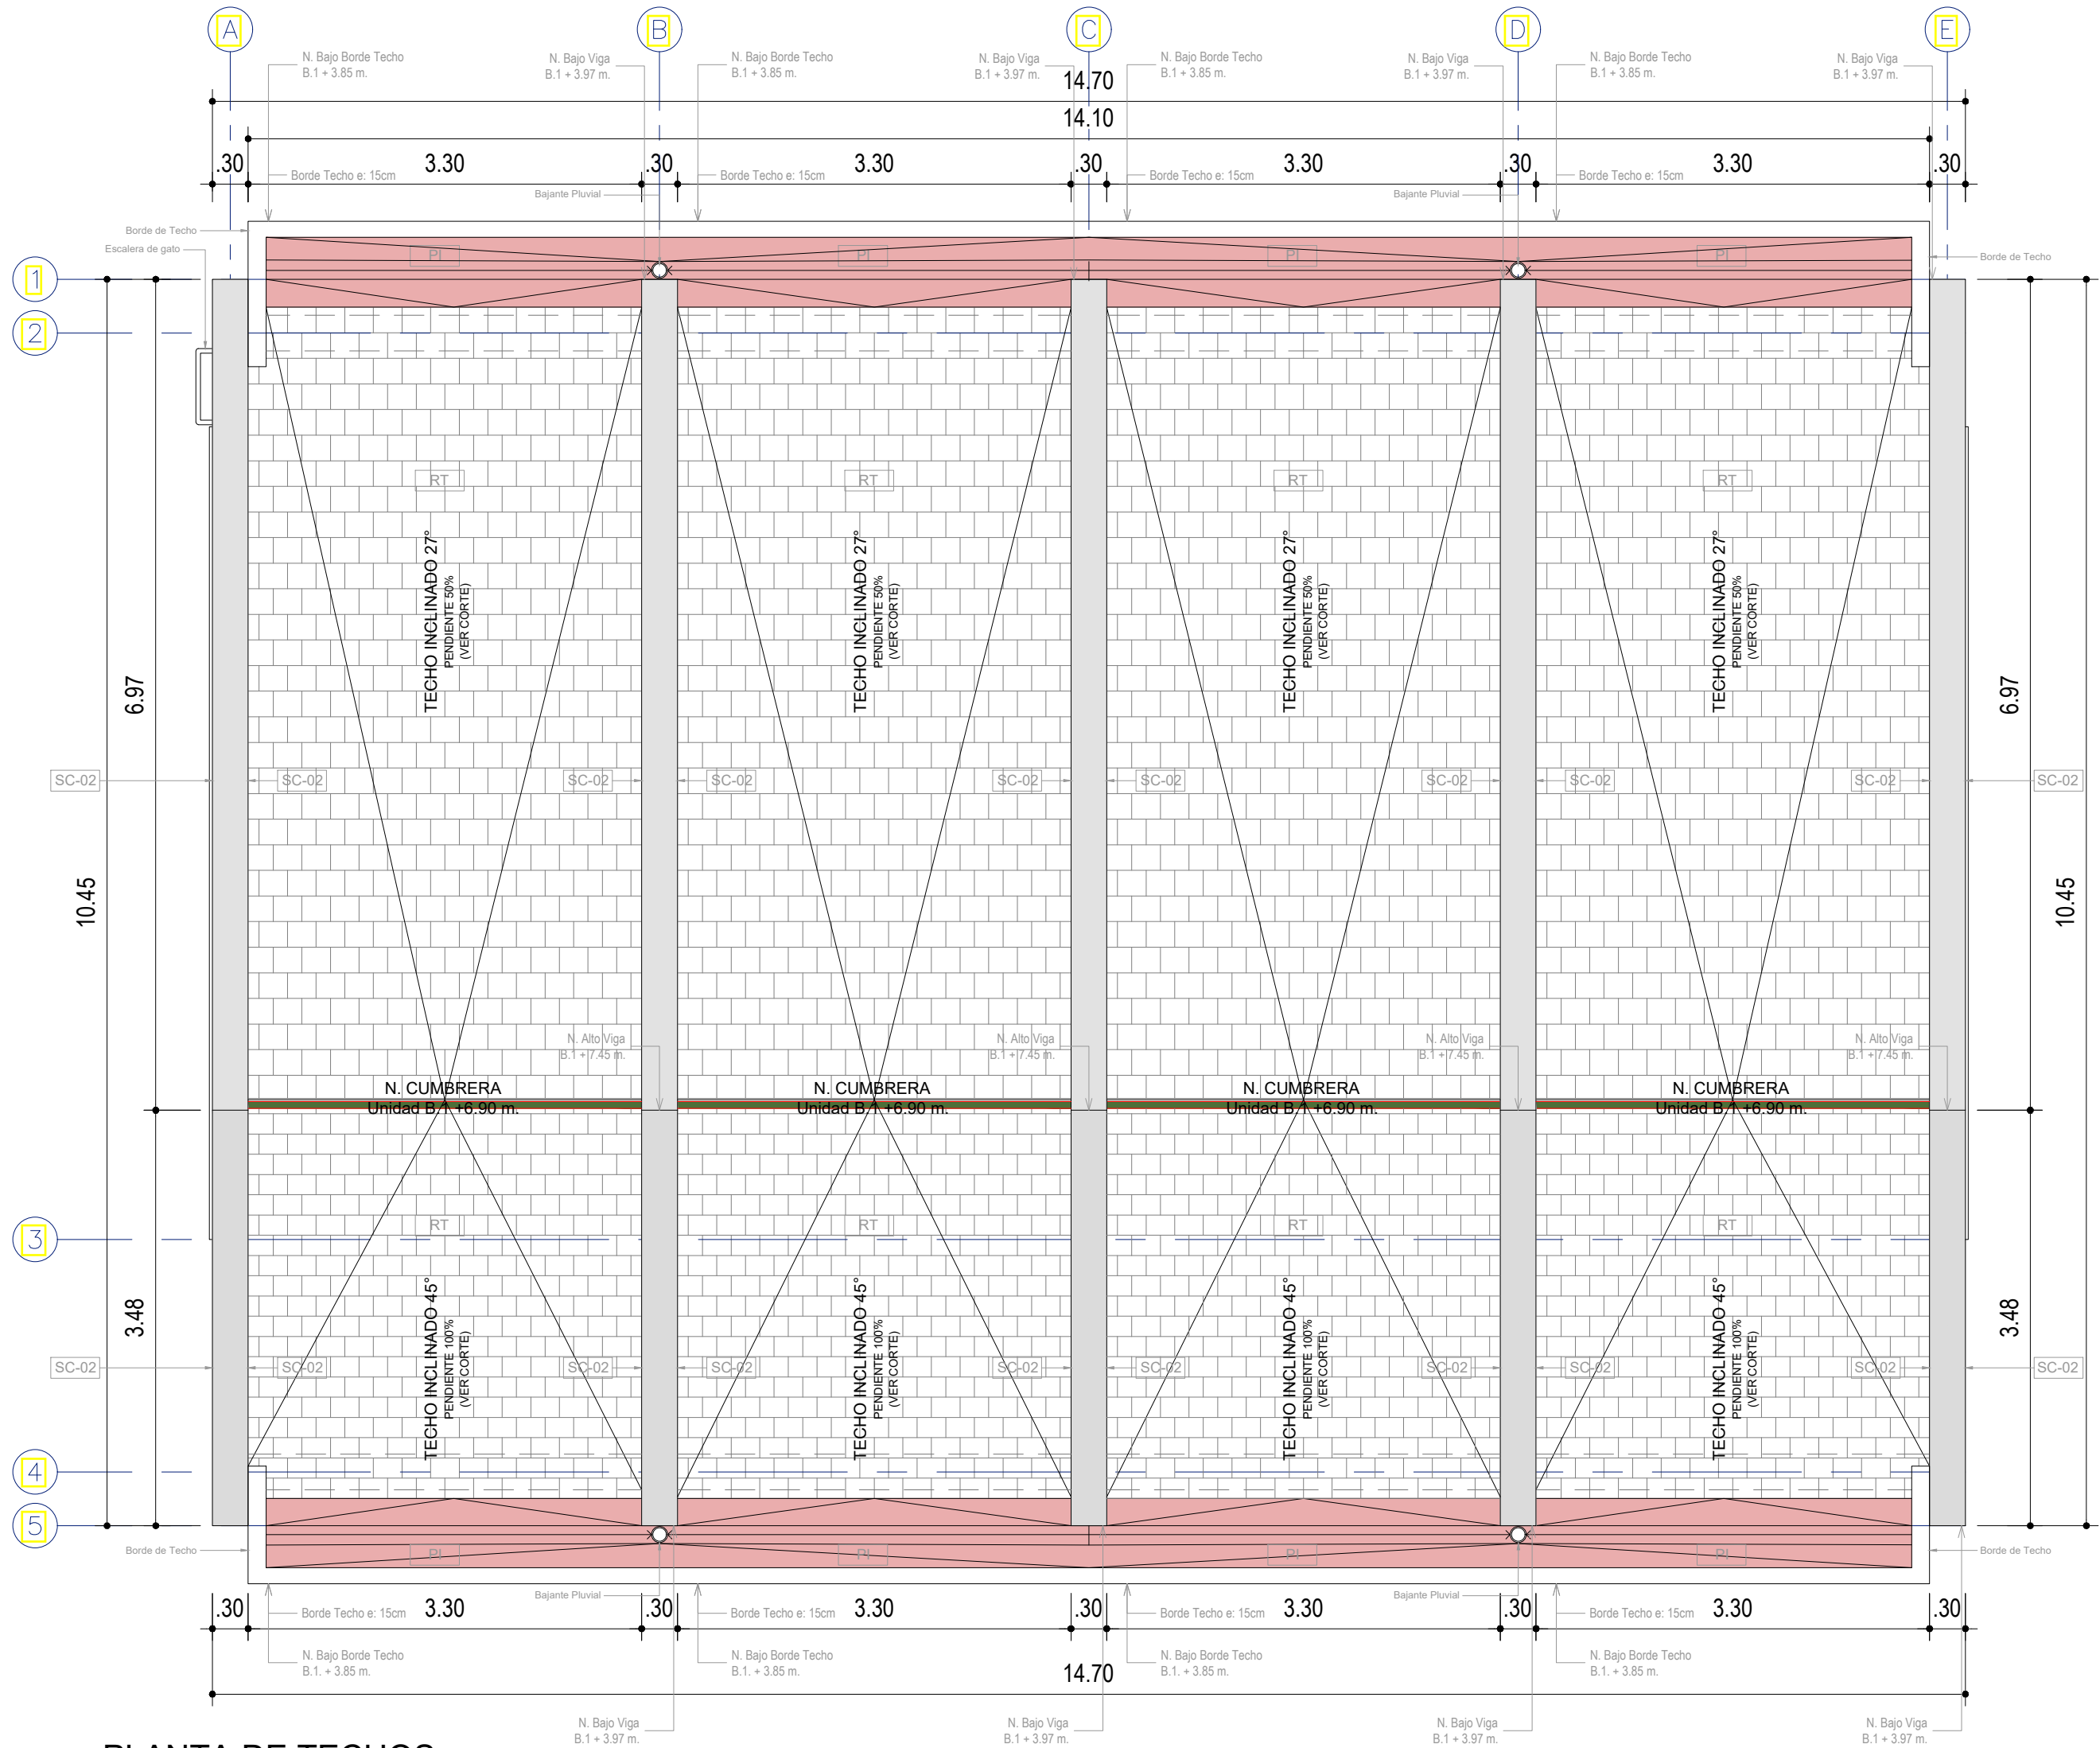 A
B
C
D
E
N. Bajo Borde Techo
B.1 + 3.85 m.
N. Bajo Viga
B.1 + 3.97 m.
N. Bajo Borde Techo
B.1 + 3.85 m.
N. Bajo Viga
B.1 + 3.97 m.
N. Bajo Borde Techo
B.1 + 3.85 m.
N. Bajo Viga
B.1 + 3.97 m.
N. Bajo Borde Techo
B.1 + 3.85 m.
N. Bajo Viga
B.1 + 3.97 m.
14.70
14.10
.30 3.30 .30 3.30 .30 3.30 .30 3.30 .30
Borde Techo e: 15cm
Borde Techo e: 15cm
Borde Techo e: 15cm
Borde Techo e: 15cm
Bajante Pluvial
Bajante Pluvial
Borde de Techo
Escalera de gato
Borde de Techo
PI PI PI PI
1
2
RT RT RT RT
TECHO INCLINADO 27°
PENDIENTE 50%
(VER CORTE)
TECHO INCLINADO 27°
PENDIENTE 50%
(VER CORTE)
TECHO INCLINADO 27°
PENDIENTE 50%
(VER CORTE)
TECHO INCLINADO 27°
PENDIENTE 50%
(VER CORTE)
6.97
6.97
SC-02 SC-02 SC-02 SC-02 SC-02 SC-02 SC-02 SC-02 SC-02 SC-02
10.45
10.45
N. Alto Viga
B.1 + 7.45 m.
N. Alto Viga
B.1 + 7.45 m.
N. Alto Viga
B.1 + 7.45 m.
N. Alto Viga
B.1 + 7.45 m.
N. CUMBRERA
Unidad B.1 +6.90 m.
N. CUMBRERA
Unidad B.1 +6.90 m.
N. CUMBRERA
Unidad B.1 +6.90 m.
N. CUMBRERA
Unidad B.1 +6.90 m.
3
RT RT RT RT
TECHO INCLINADO 45°
PENDIENTE 100%
(VER CORTE)
TECHO INCLINADO 45°
PENDIENTE 100%
(VER CORTE)
TECHO INCLINADO 45°
PENDIENTE 100%
(VER CORTE)
TECHO INCLINADO 45°
PENDIENTE 100%
(VER CORTE)
3.48
3.48
SC-02 SC-02 SC-02 SC-02 SC-02 SC-02 SC-02 SC-02 SC-02 SC-02
4
5
Borde de Techo
PI PI PI PI
Borde de Techo
Bajante Pluvial
Bajante Pluvial
.30 3.30 .30 3.30 .30 3.30 .30 3.30 .30
Borde Techo e: 15cm
Borde Techo e: 15cm
Borde Techo e: 15cm
Borde Techo e: 15cm
N. Bajo Borde Techo
B.1. + 3.85 m.
N. Bajo Borde Techo
B.1. + 3.85 m.
N. Bajo Borde Techo
B.1. + 3.85 m.
N. Bajo Borde Techo
B.1. + 3.85 m.
14.70
N. Bajo Viga
B.1 + 3.97 m.
N. Bajo Viga
B.1 + 3.97 m.
N. Bajo Viga
B.1 + 3.97 m.
N. Bajo Viga
B.1 + 3.97 m.
PLANTA DE TECHOS